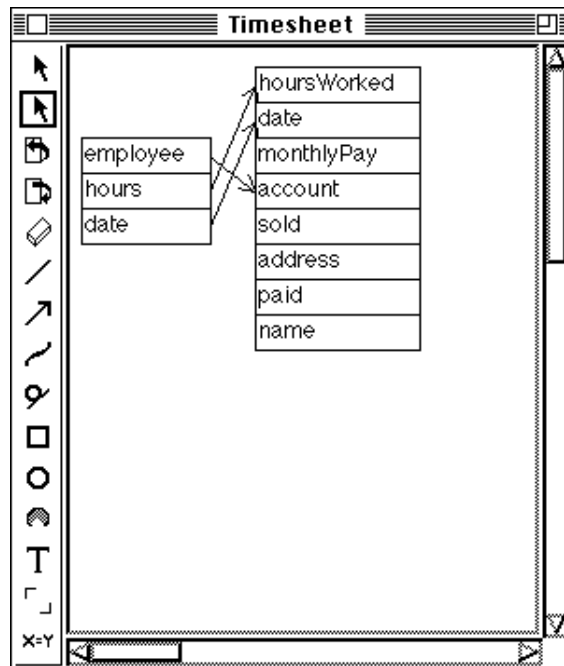 Timesheet
employee
hours
date
hoursWorked
date
monthlyPay
account
sold
address
paid
name
T
X=Y